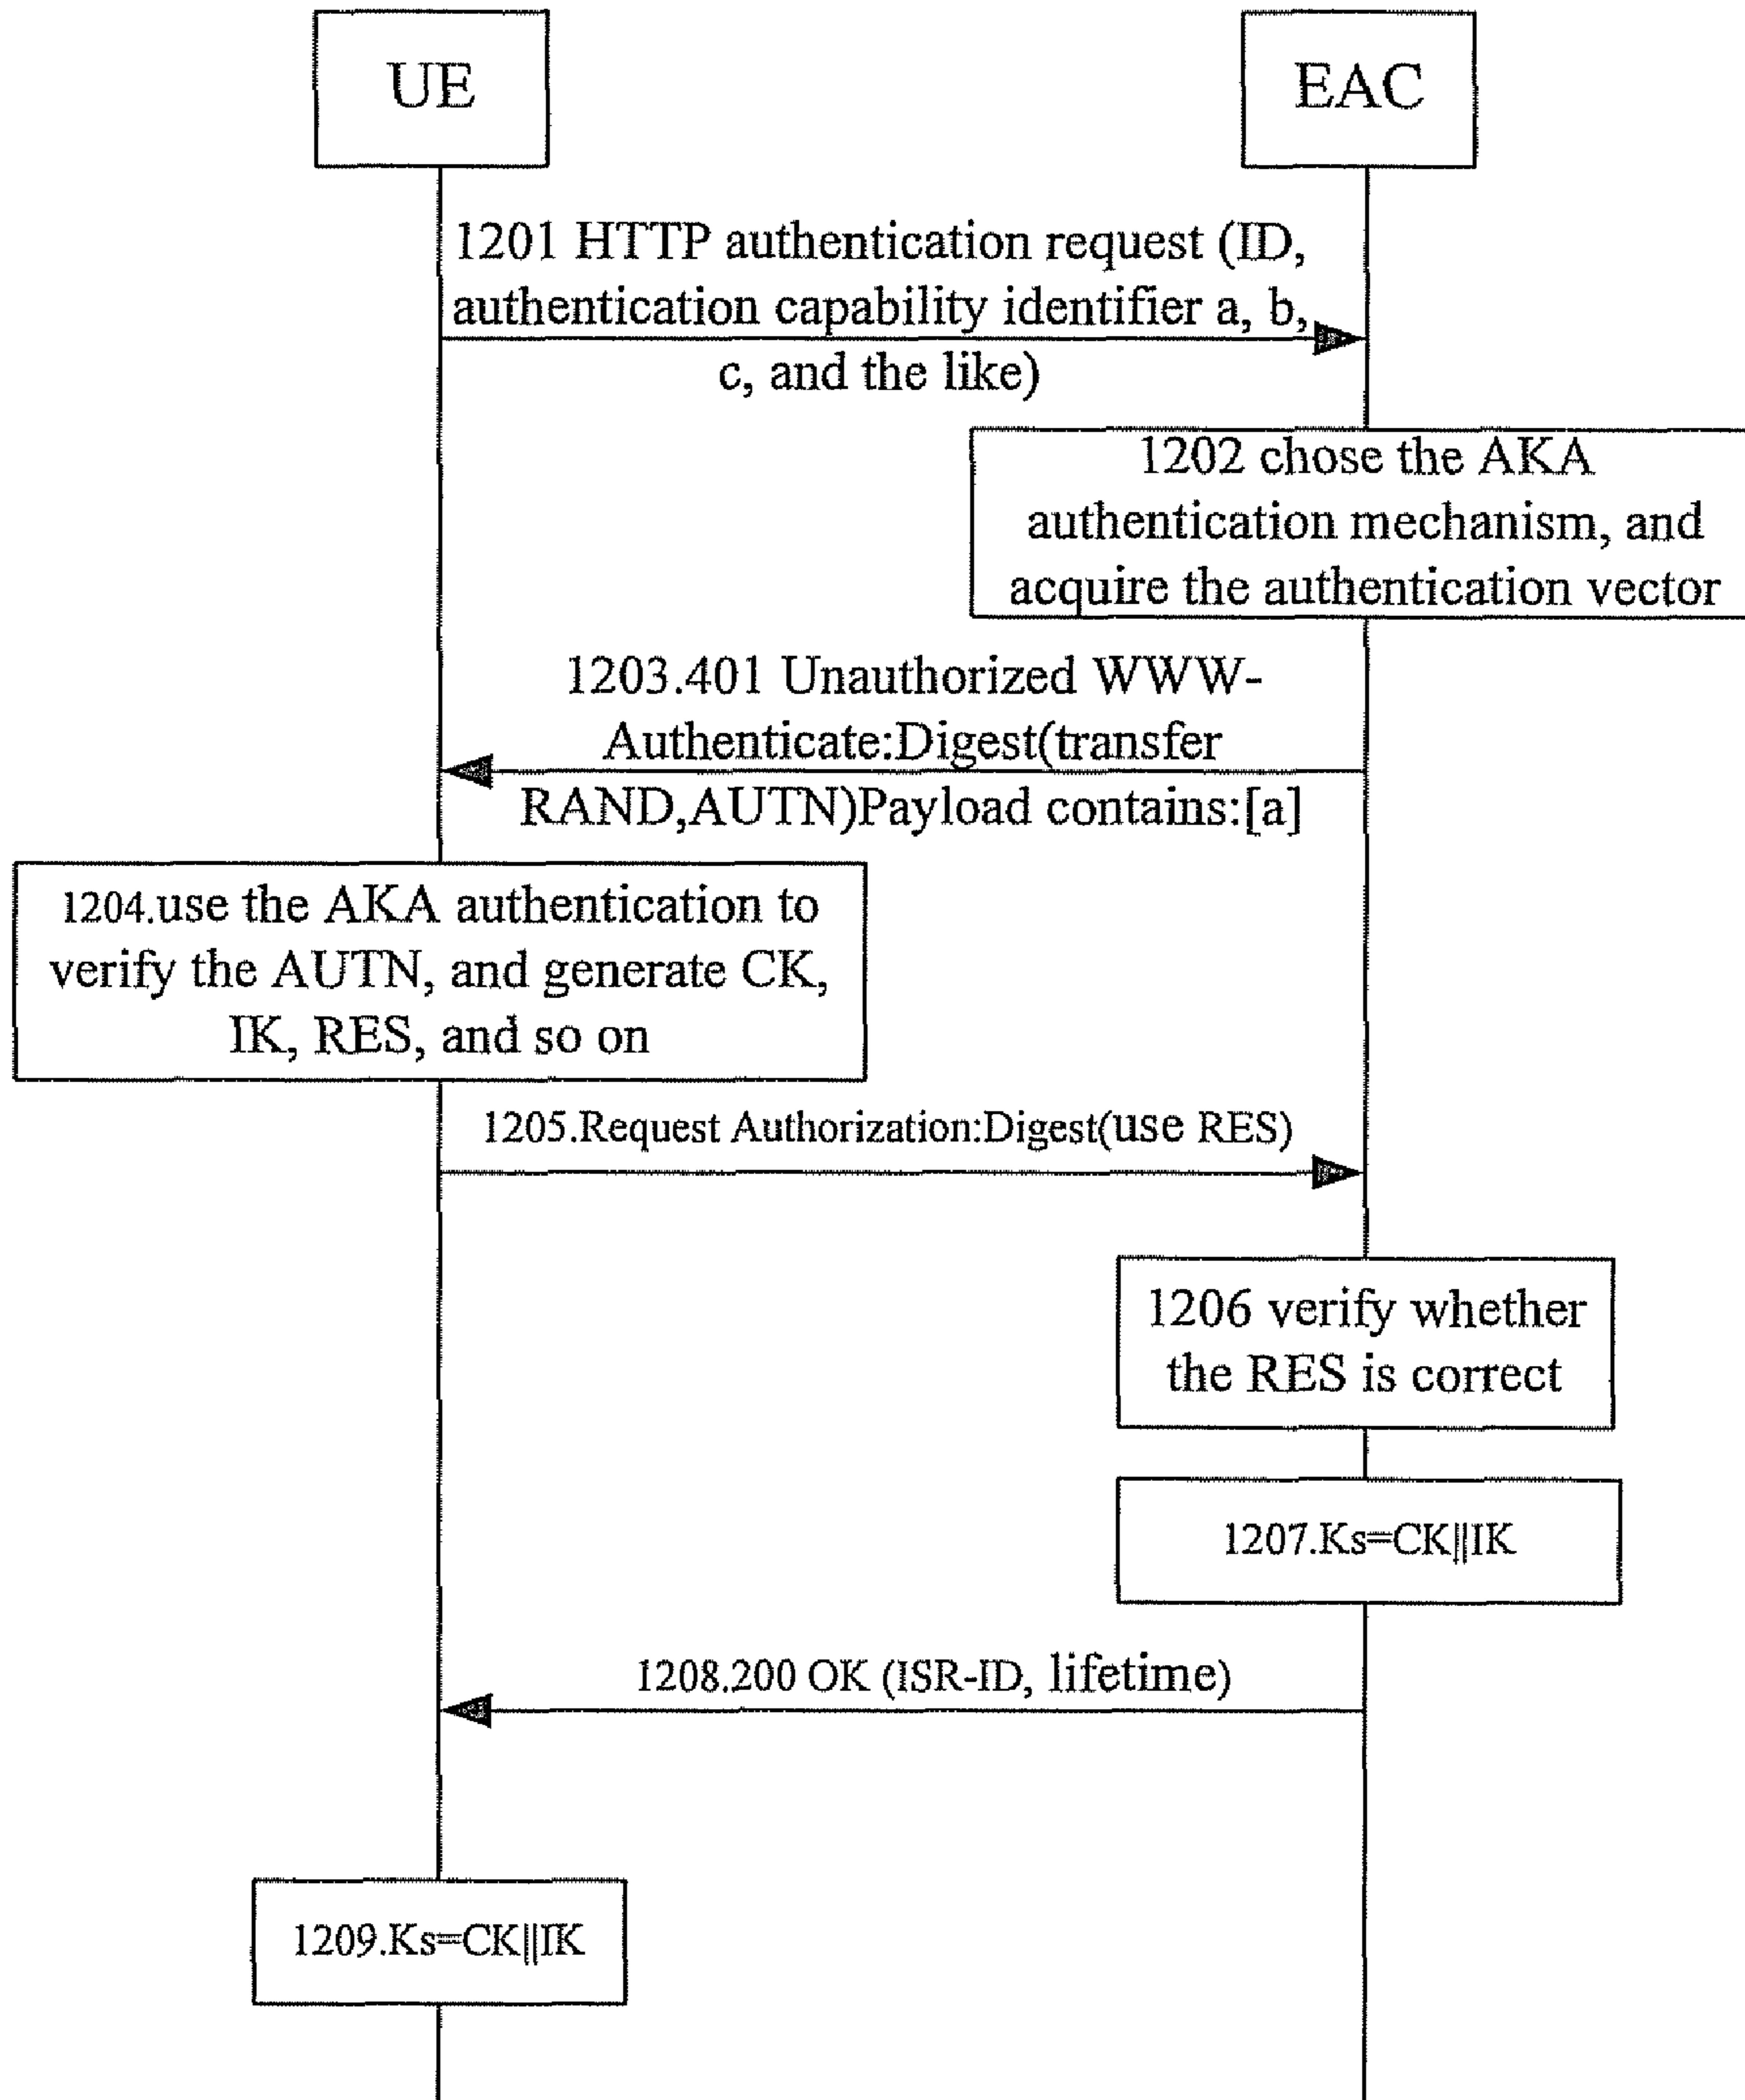 UE
EAC
1201 HTTP authentication request (ID,
authentication capability identifier a, b,
c, and the like)
1202 chose the AKA
authentication mechanism, and
acquire the authentication vector
1203.401 Unauthorized WWW-
Authenticate:Digest(transfer
RAND,AUTN)Payload contains:[a]
1204.use the AKA authentication to
verify the AUTN, and generate CK,
IK, RES, and so on
1205.Request Authorization:Digest(use RES)
1206 verify whether
the RES is correct
1207.Ks=CK||IK
1208.200 OK (ISR-ID, lifetime)
1209.Ks=CK||IK